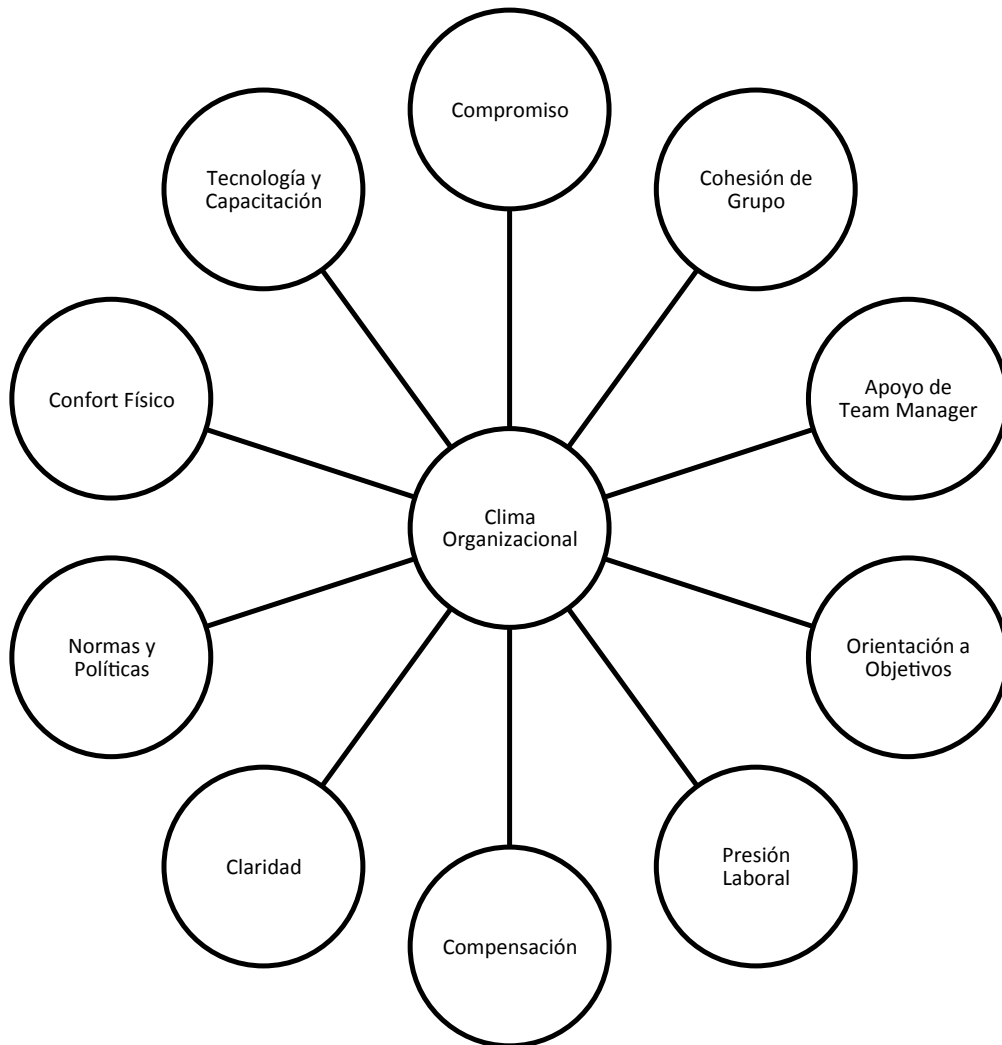 Compromiso
Tecnología y
Capacitación
Cohesión de
Grupo
Confort Físico
Apoyo de
Team Manager
Clima
Organizacional
Normas y
Políticas
Orientación a
Objetivos
Claridad
Presión
Laboral
Compensación